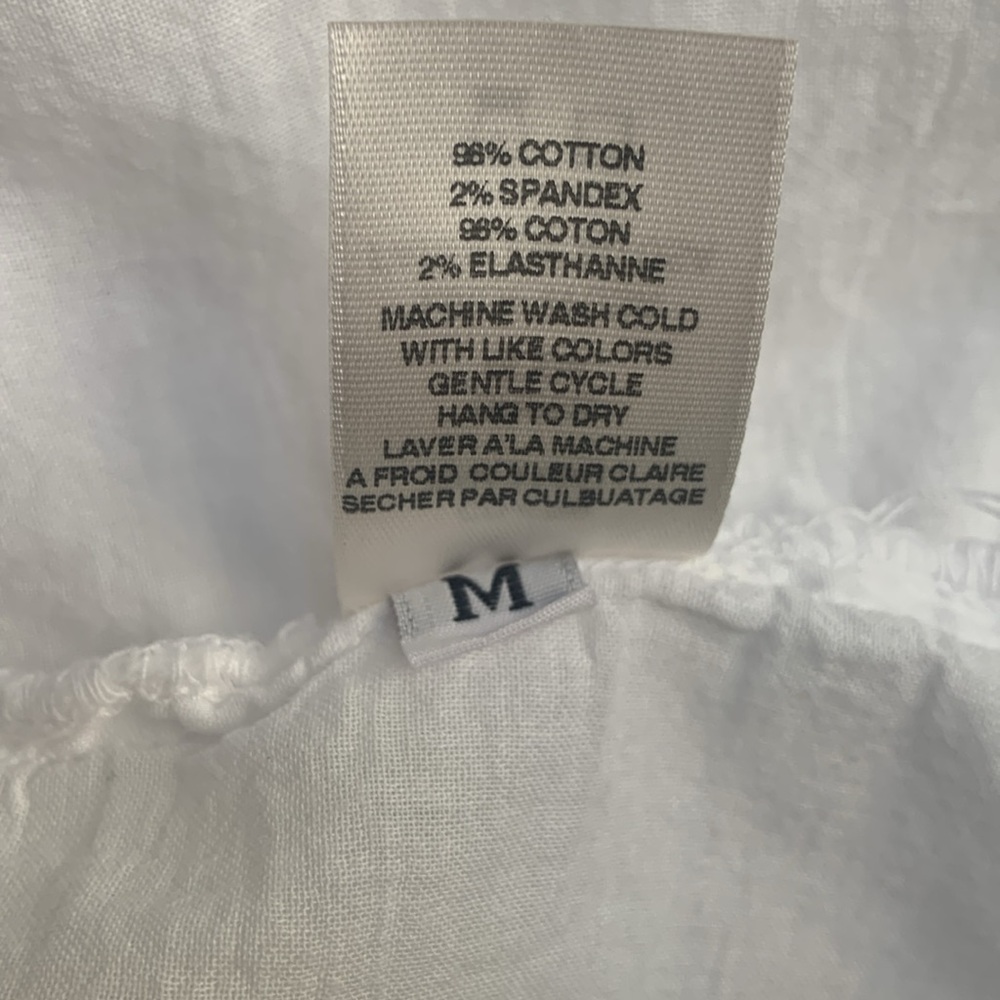 98% COTTON
2% SPANDEX
98% COTON
2% ELASTHANNE
MACHINE WASH COLD
WITH LIKE COLORS
GENTLE CYCLE
HANG TO DRY
LAVER A'LA MACHINE
A FROID COULEUR CLAIRE
SECHER PAR CULBUATAGE
M